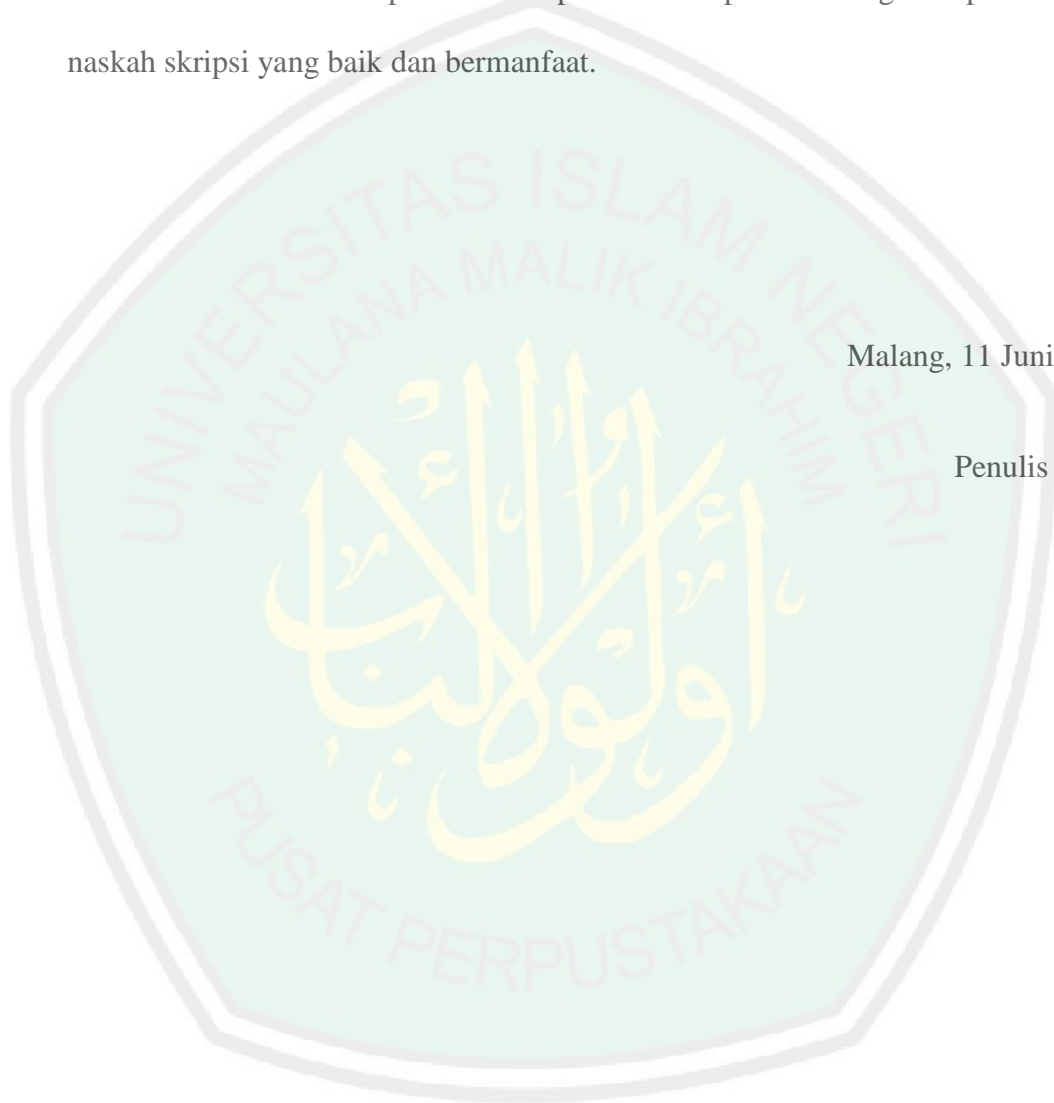 naskah skripsi yang baik dan bermanfaat.
UNIVERSITAS ISLAM NEGERI
MAULANA MALIK IBRAHIM
Malang, 11 Juni
Penulis
أولوا الألباب
PUSAT PERPUSTAKAAN